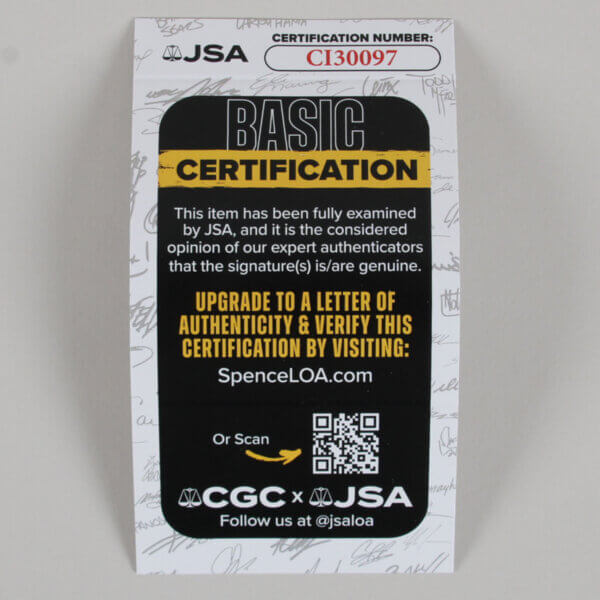 JSA
CERTIFICATION NUMBER:
CI30097
BASIC
CERTIFICATION
This item has been fully examined
by JSA, and it is the considered
opinion of our expert authenticators
that the signature(s) is/are genuine.
UPGRADE TO A LETTER OF
AUTHENTICITY & VERIFY THIS
CERTIFICATION BY VISITING:
SpenceLOA.com
Or Scan
CGC x JSA
Follow us at @jsaloa